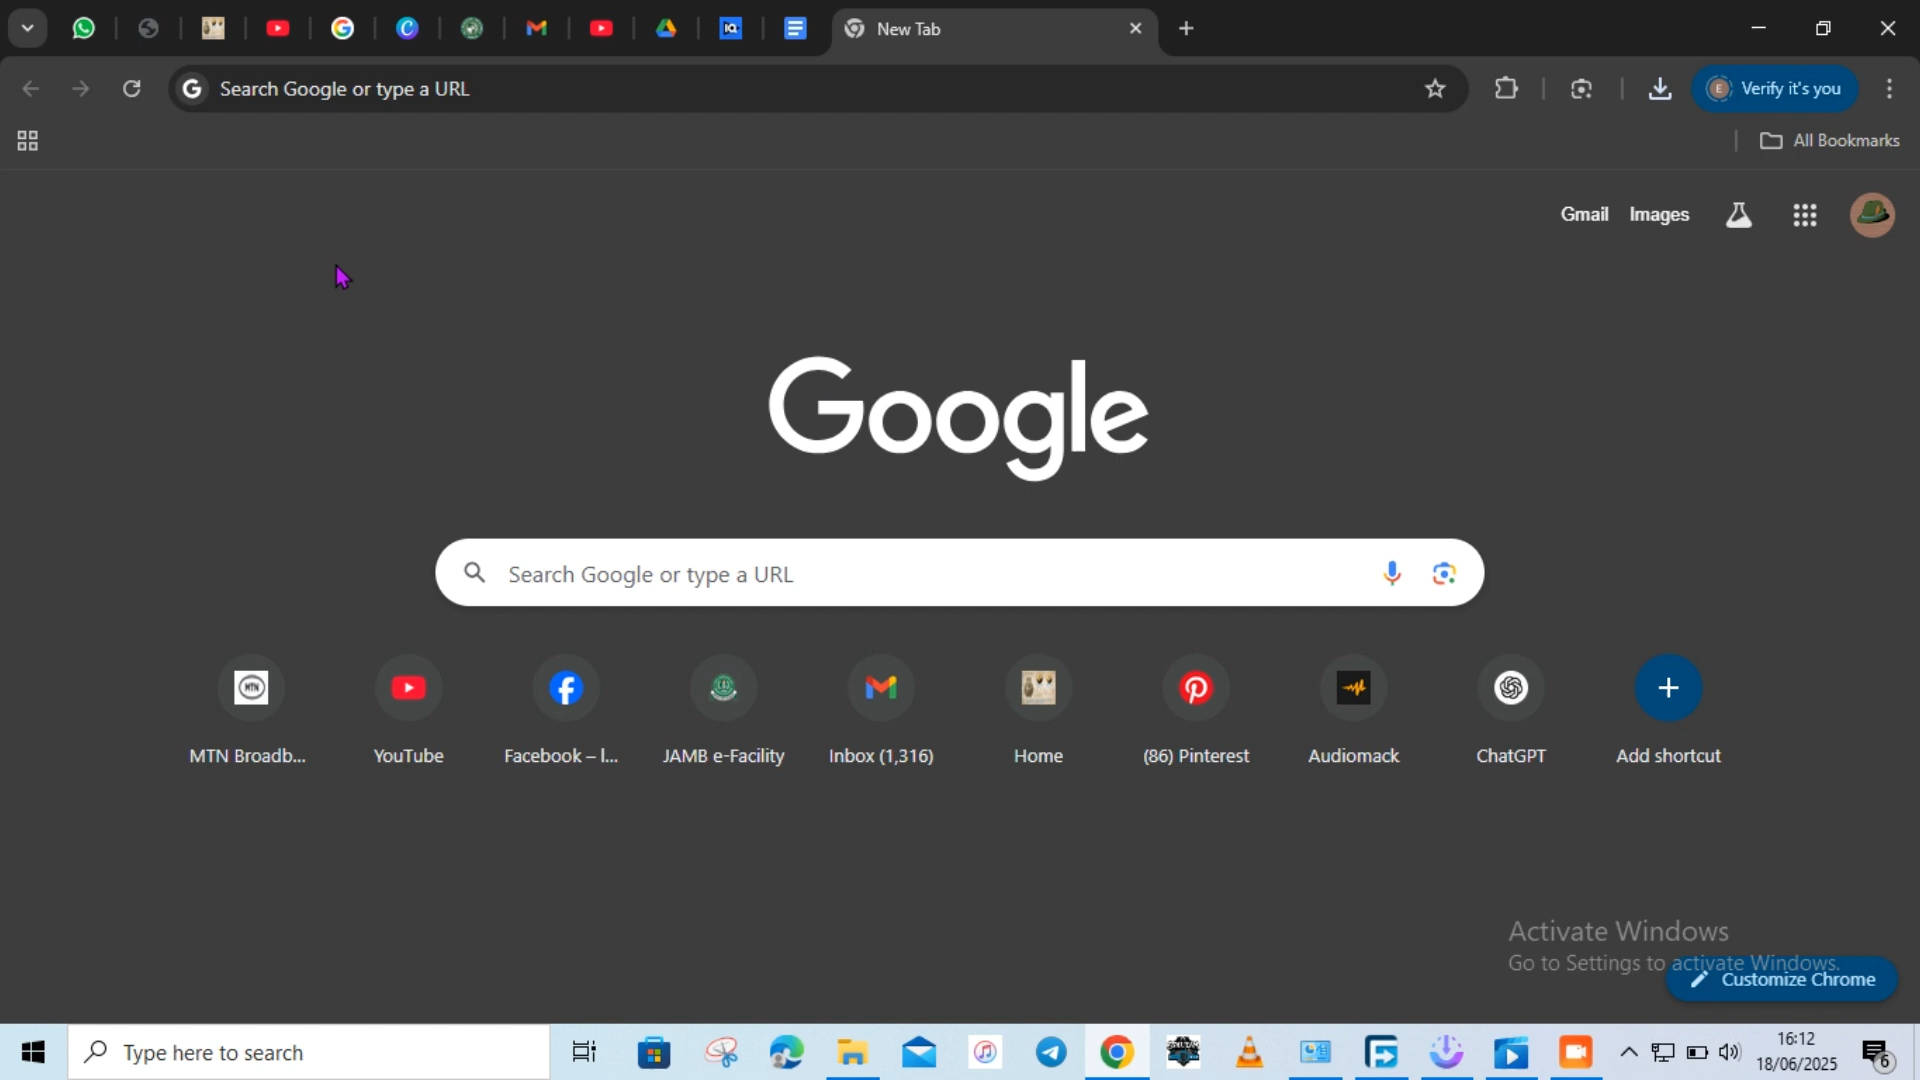 New Tab
Search Google or type a URL
Verify it's you
All Bookmarks
Gmail Images
Google
Search Google or type a URL
MTN Broadb...
YouTube
Facebook – l...
JAMB e-Facility
Inbox (1,316)
Home
(86) Pinterest
Audiomack
ChatGPT
Add shortcut
Activate Windows
Go to Settings to activate Windows.
Customize Chrome
Type here to search
16:12
18/06/2025
6